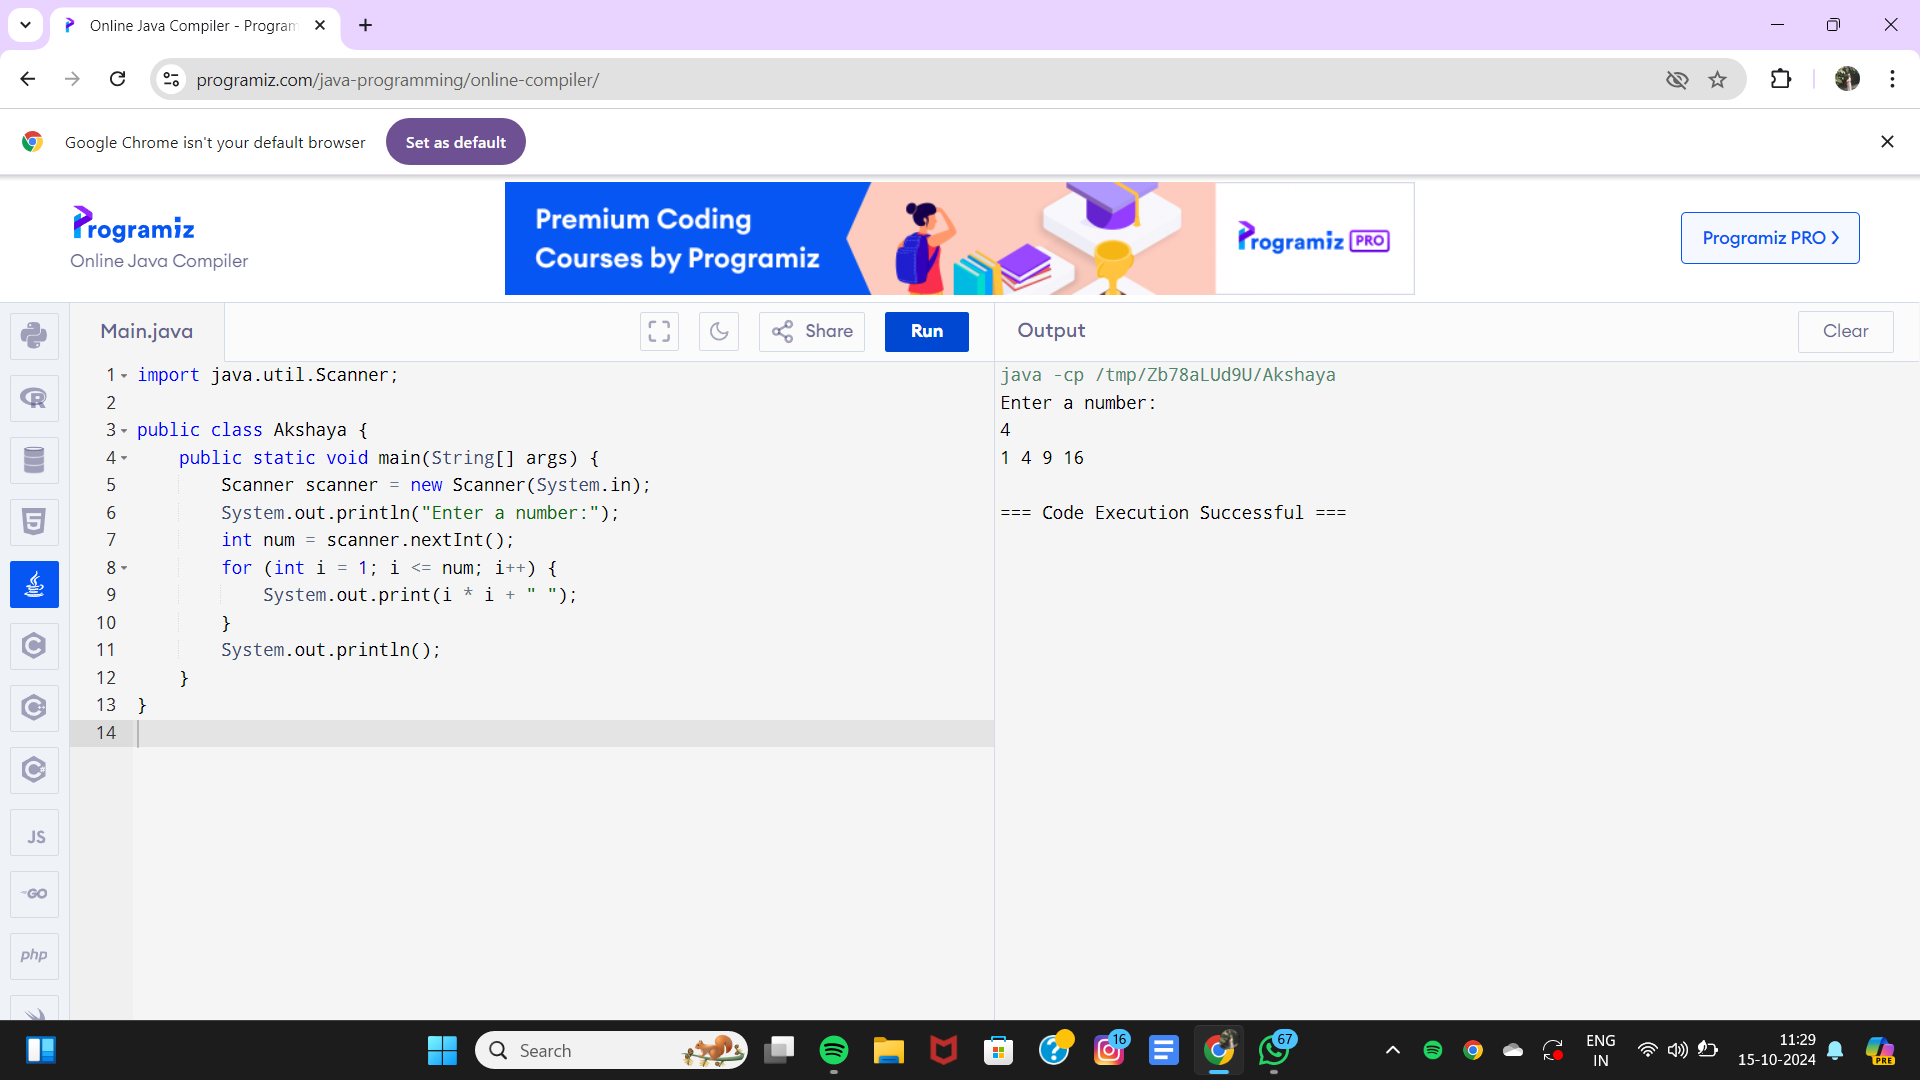 Online Java Compiler - Program
programiz.com/java-programming/online-compiler/
Google Chrome isn't your default browser
Set as default
Programiz
Online Java Compiler
Premium Coding
Courses by Programiz
Programiz PRO
Programiz PRO
Main.java
Share
Run
Output
Clear
1 import java.util.Scanner;
2
3 public class Akshaya {
4 public static void main(String[] args) {
5 Scanner scanner = new Scanner(System.in);
6 System.out.println("Enter a number:");
7 int num = scanner.nextInt();
8 for (int i = 1; i <= num; i++) {
9 System.out.print(i * i + " ");
10 }
11 System.out.println();
12 }
13 }
14
java -cp /tmp/Zb78aLUd9U/Akshaya
Enter a number:
4
1 4 9 16
=== Code Execution Successful ===
R
5
C
C
C
JS
GO
php
Search
16
67
ENG
IN
11:29
15-10-2024
PRE